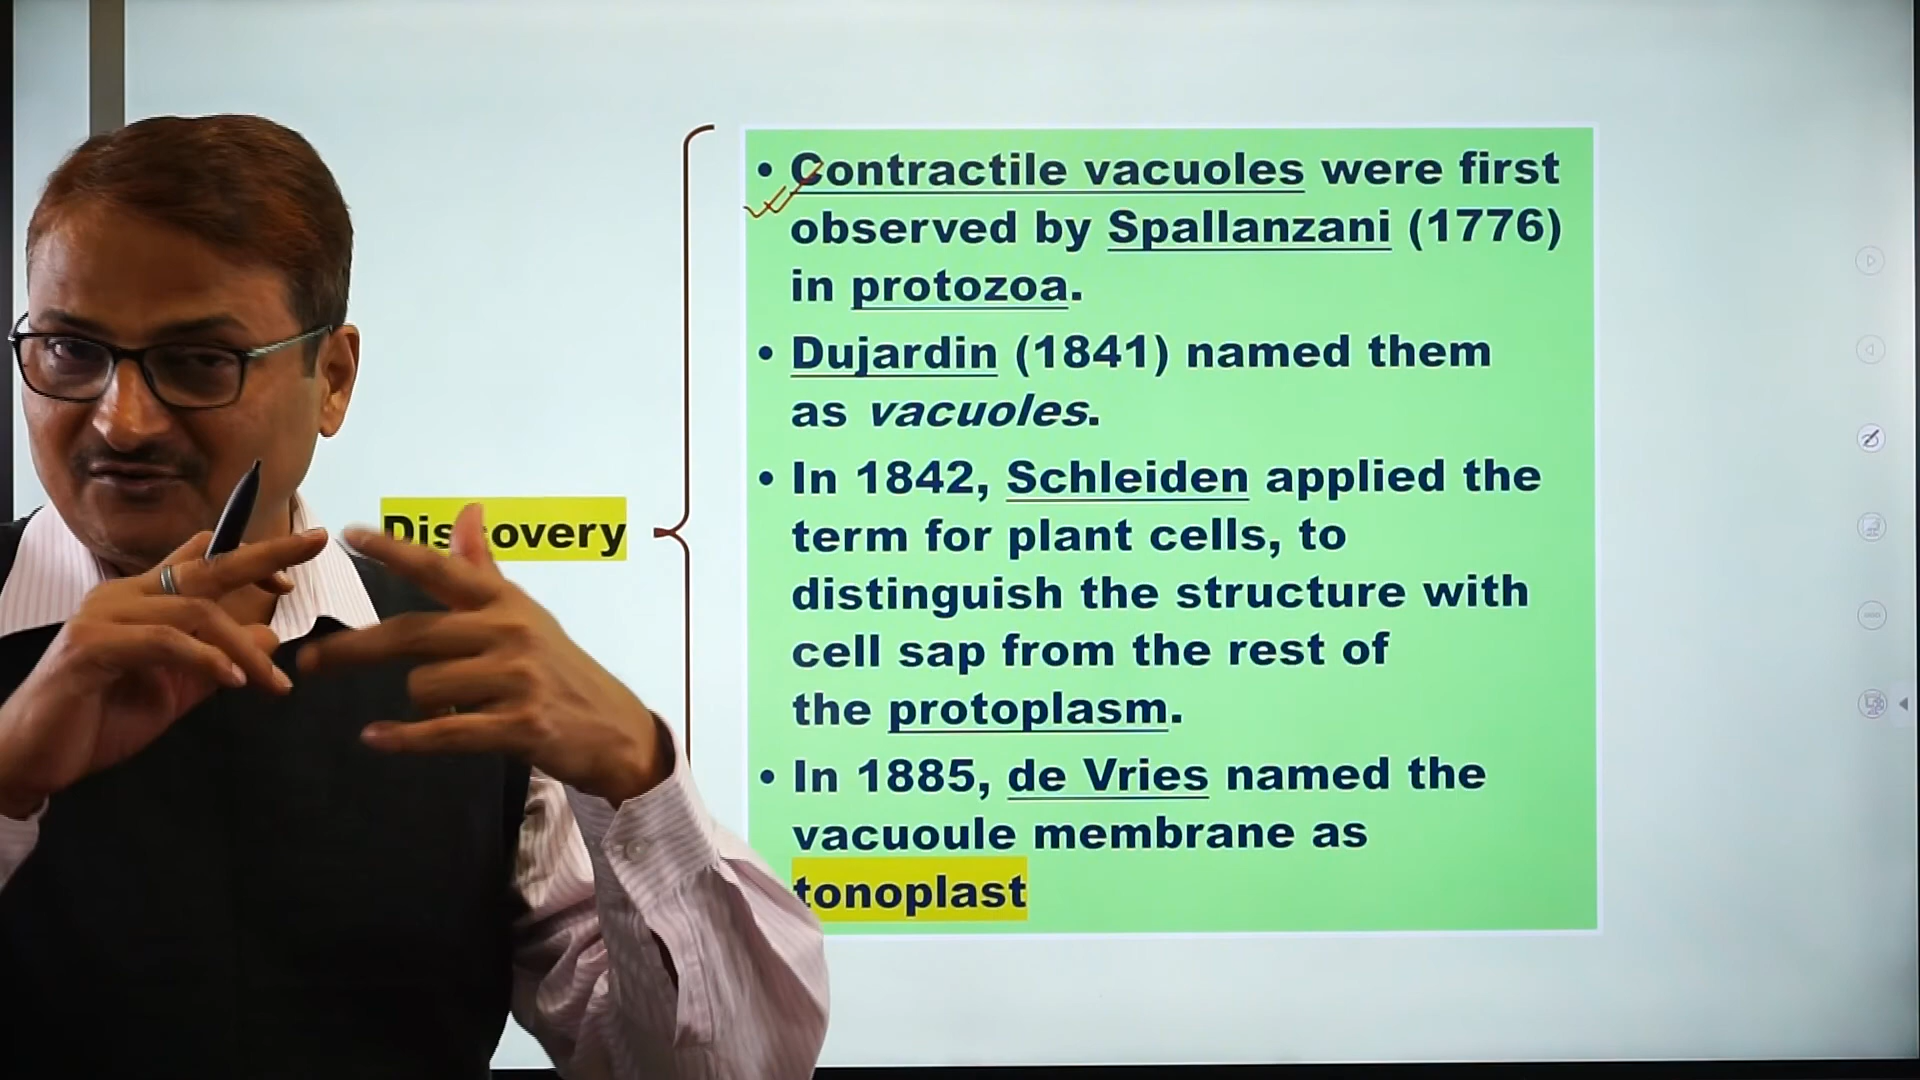 • Contractile vacuoles were first
observed by Spallanzani (1776)
in protozoa.
• Dujardin (1841) named them
as vacuoles.
• In 1842, Schleiden applied the
term for plant cells, to
distinguish the structure with
cell sap from the rest of
the protoplasm.
• In 1885, de Vries named the
vacuoule membrane as
tonoplast
Discovery